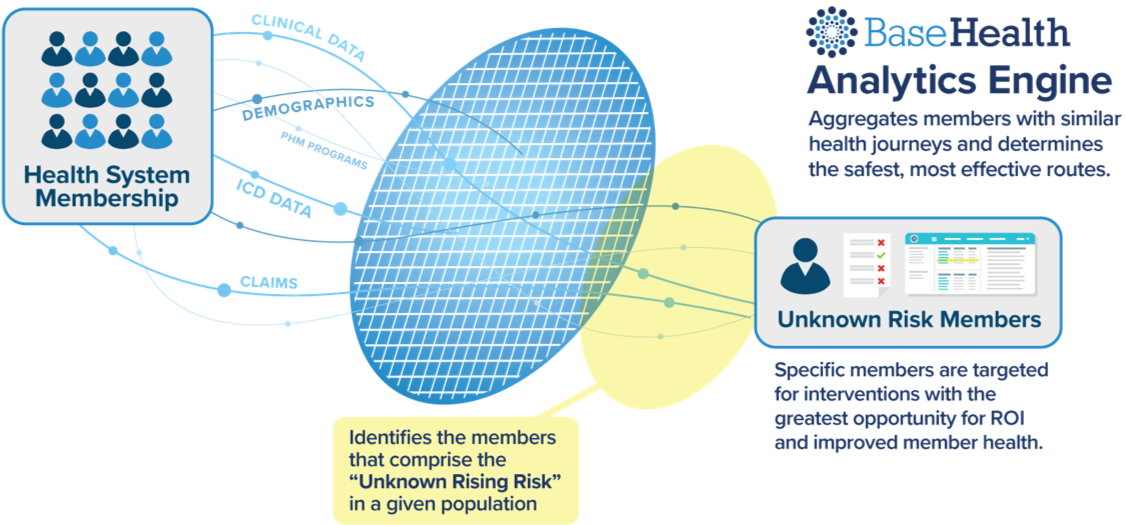 CLINICAL DATA
DEMOGRAPHICS
PHM PROGRAMS
ICD DATA
CLAIMS
Health System
Membership
BaseHealth
Analytics Engine
Aggregates members with similar
health journeys and determines
the safest, most effective routes.
Unknown Risk Members
Specific members are targeted
for interventions with the
greatest opportunity for ROI
and improved member health.
Identifies the members
that comprise the
“Unknown Rising Risk”
in a given population